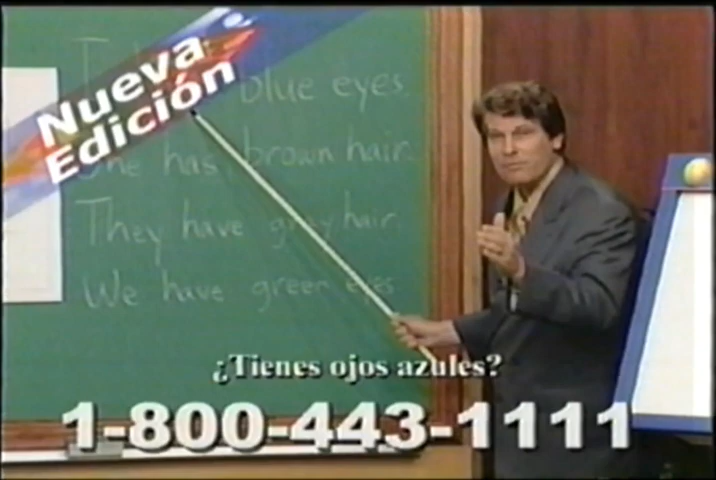 Nueva
Edición
I blue eyes.
She has brown hair.
They have gray hair.
We have green eyes
¿Tienes ojos azules?
1-800-443-1111